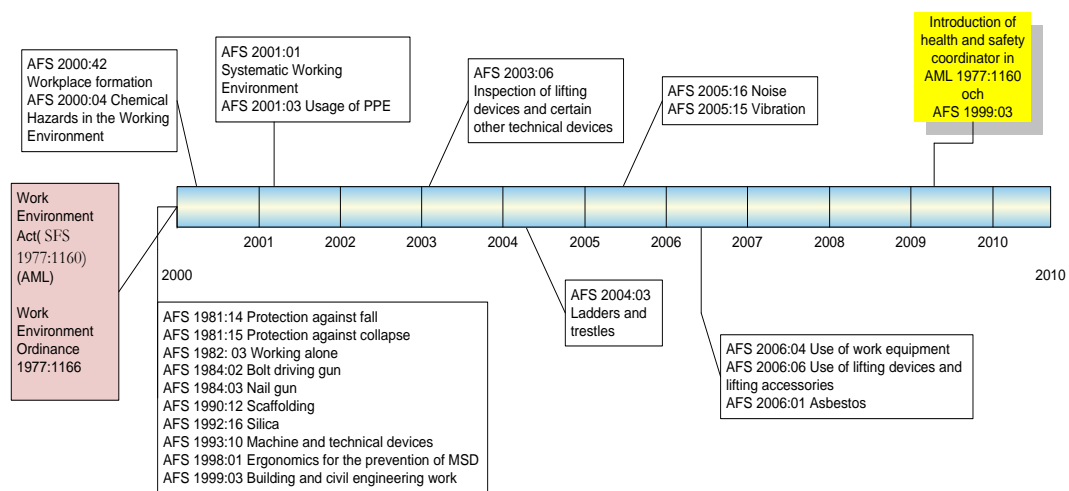 AFS 2000:42
Workplace formation
AFS 2000:04 Chemical
Hazards in the Working
Environment
AFS 2001:01
Systematic Working
Environment
AFS 2001:03 Usage of PPE
AFS 2003:06
Inspection of lifting
devices and certain
other technical devices
AFS 2005:16 Noise
AFS 2005:15 Vibration
Introduction of
health and safety
coordinator in
AML 1977:1160
och
AFS 1999:03
Work
Environment
Act( SFS
1977:1160)
(AML)
Work
Environment
Ordinance
1977:1166
2001
2002
2003
2004
2005
2006
2007
2008
2009
2010
2000
2010
AFS 1981:14 Protection against fall
AFS 1981:15 Protection against collapse
AFS 1982: 03 Working alone
AFS 1984:02 Bolt driving gun
AFS 1984:03 Nail gun
AFS 1990:12 Scaffolding
AFS 1992:16 Silica
AFS 1993:10 Machine and technical devices
AFS 1998:01 Ergonomics for the prevention of MSD
AFS 1999:03 Building and civil engineering work
AFS 2004:03
Ladders and
trestles
AFS 2006:04 Use of work equipment
AFS 2006:06 Use of lifting devices and
lifting accessories
AFS 2006:01 Asbestos